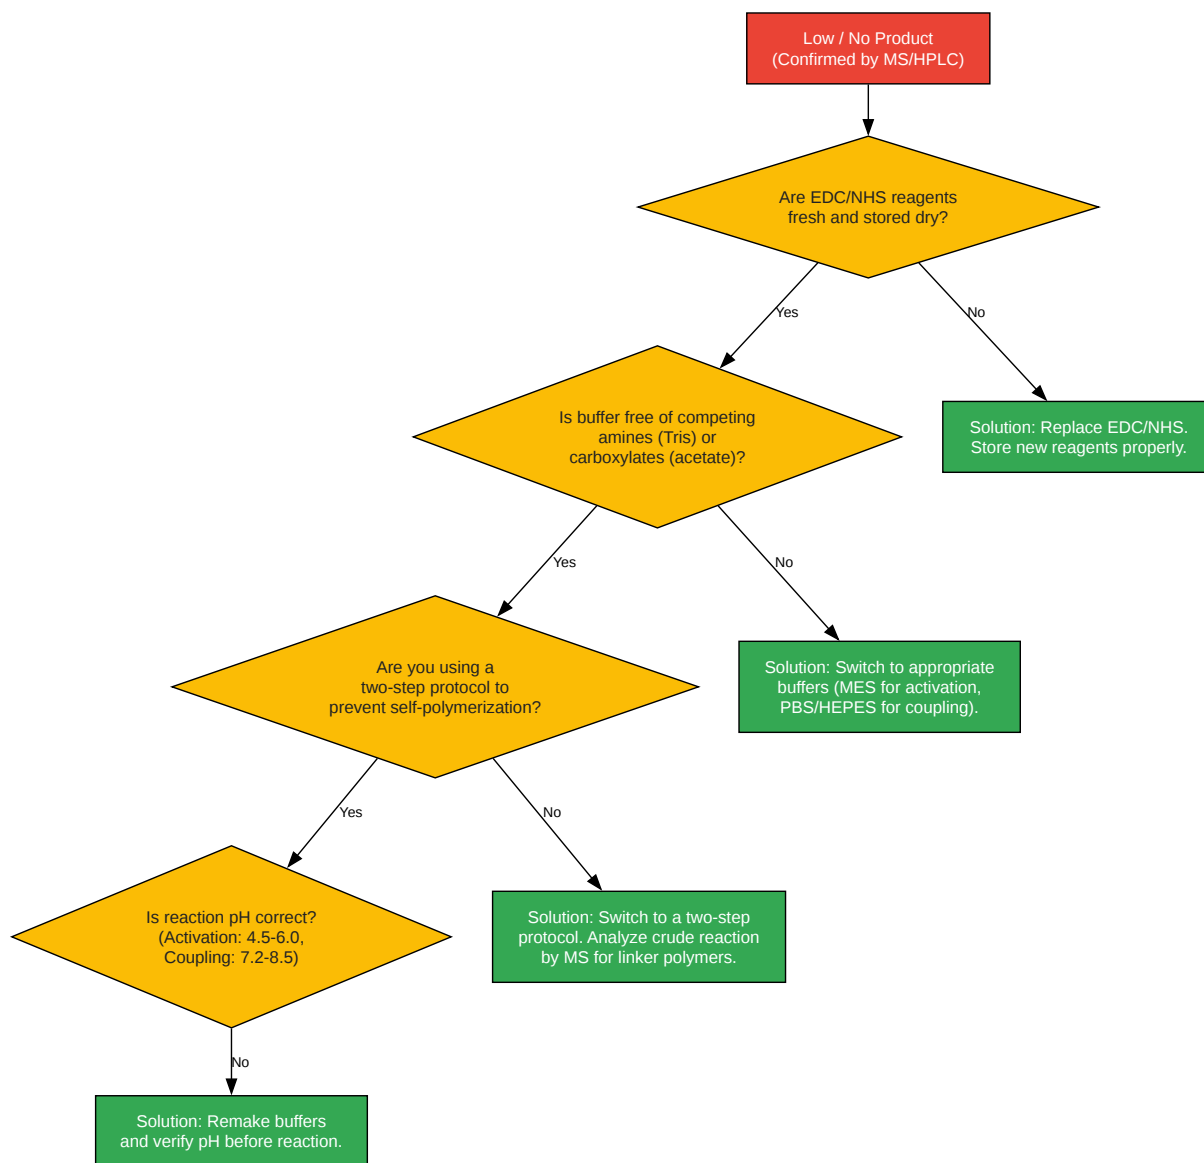 Low / No Product
(Confirmed by MS/HPLC)
Are EDC/NHS reagents
fresh and stored dry?
Yes
No
Is buffer free of competing
amines (Tris) or
carboxylates (acetate)?
Solution: Replace EDC/NHS.
Store new reagents properly.
Yes
No
Are you using a
two-step protocol to
prevent self-polymerization?
Solution: Switch to appropriate
buffers (MES for activation,
PBS/HEPES for coupling).
Yes
No
Is reaction pH correct?
(Activation: 4.5-6.0,
Coupling: 7.2-8.5)
Solution: Switch to a two-step
protocol. Analyze crude reaction
by MS for linker polymers.
No
Solution: Remake buffers
and verify pH before reaction.